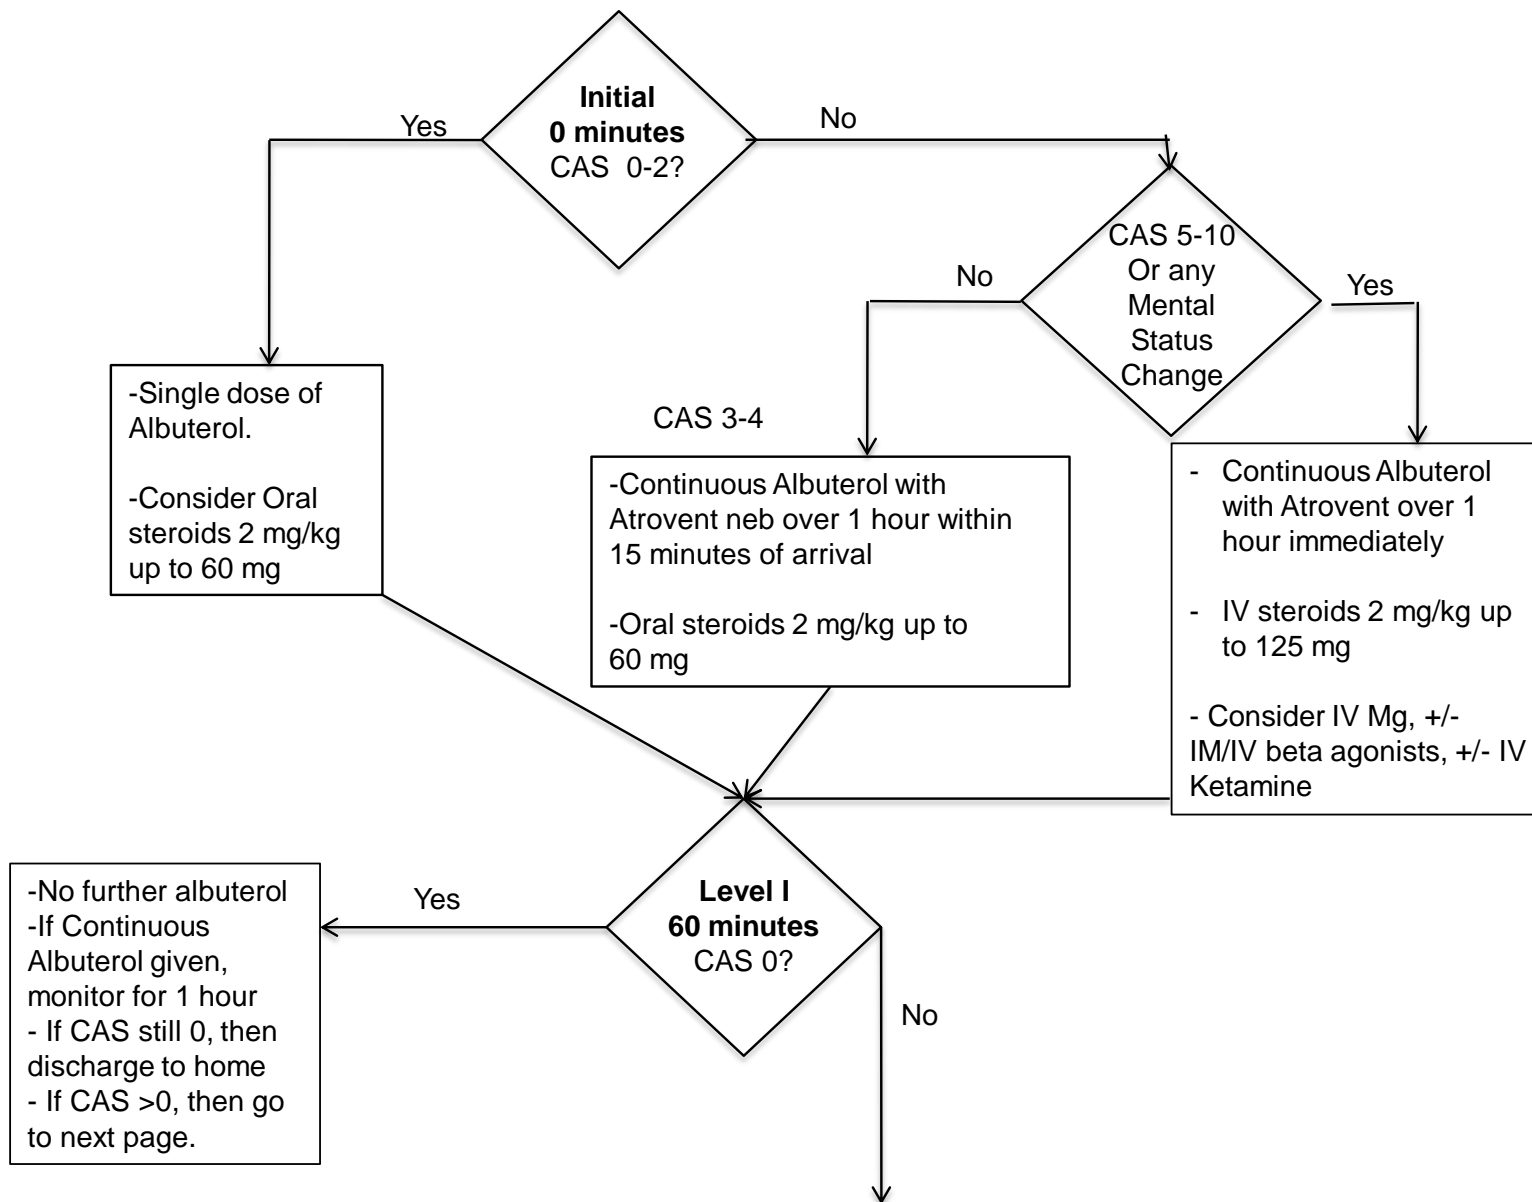 Initial
0 minutes
CAS 0-2?
Yes
No
CAS 5-10
Or any
Mental
Status
Change
No
Yes
-Single dose of
Albuterol.
-Consider Oral
steroids 2 mg/kg
up to 60 mg
CAS 3-4
-Continuous Albuterol with
Atrovent neb over 1 hour within
15 minutes of arrival
-Oral steroids 2 mg/kg up to
60 mg
- Continuous Albuterol
with Atrovent over 1
hour immediately
- IV steroids 2 mg/kg up
to 125 mg
- Consider IV Mg, +/-
IM/IV beta agonists, +/- IV
Ketamine
Level I
60 minutes
CAS 0?
Yes
No
-No further albuterol
-If Continuous
Albuterol given,
monitor for 1 hour
- If CAS still 0, then
discharge to home
- If CAS >0, then go
to next page.